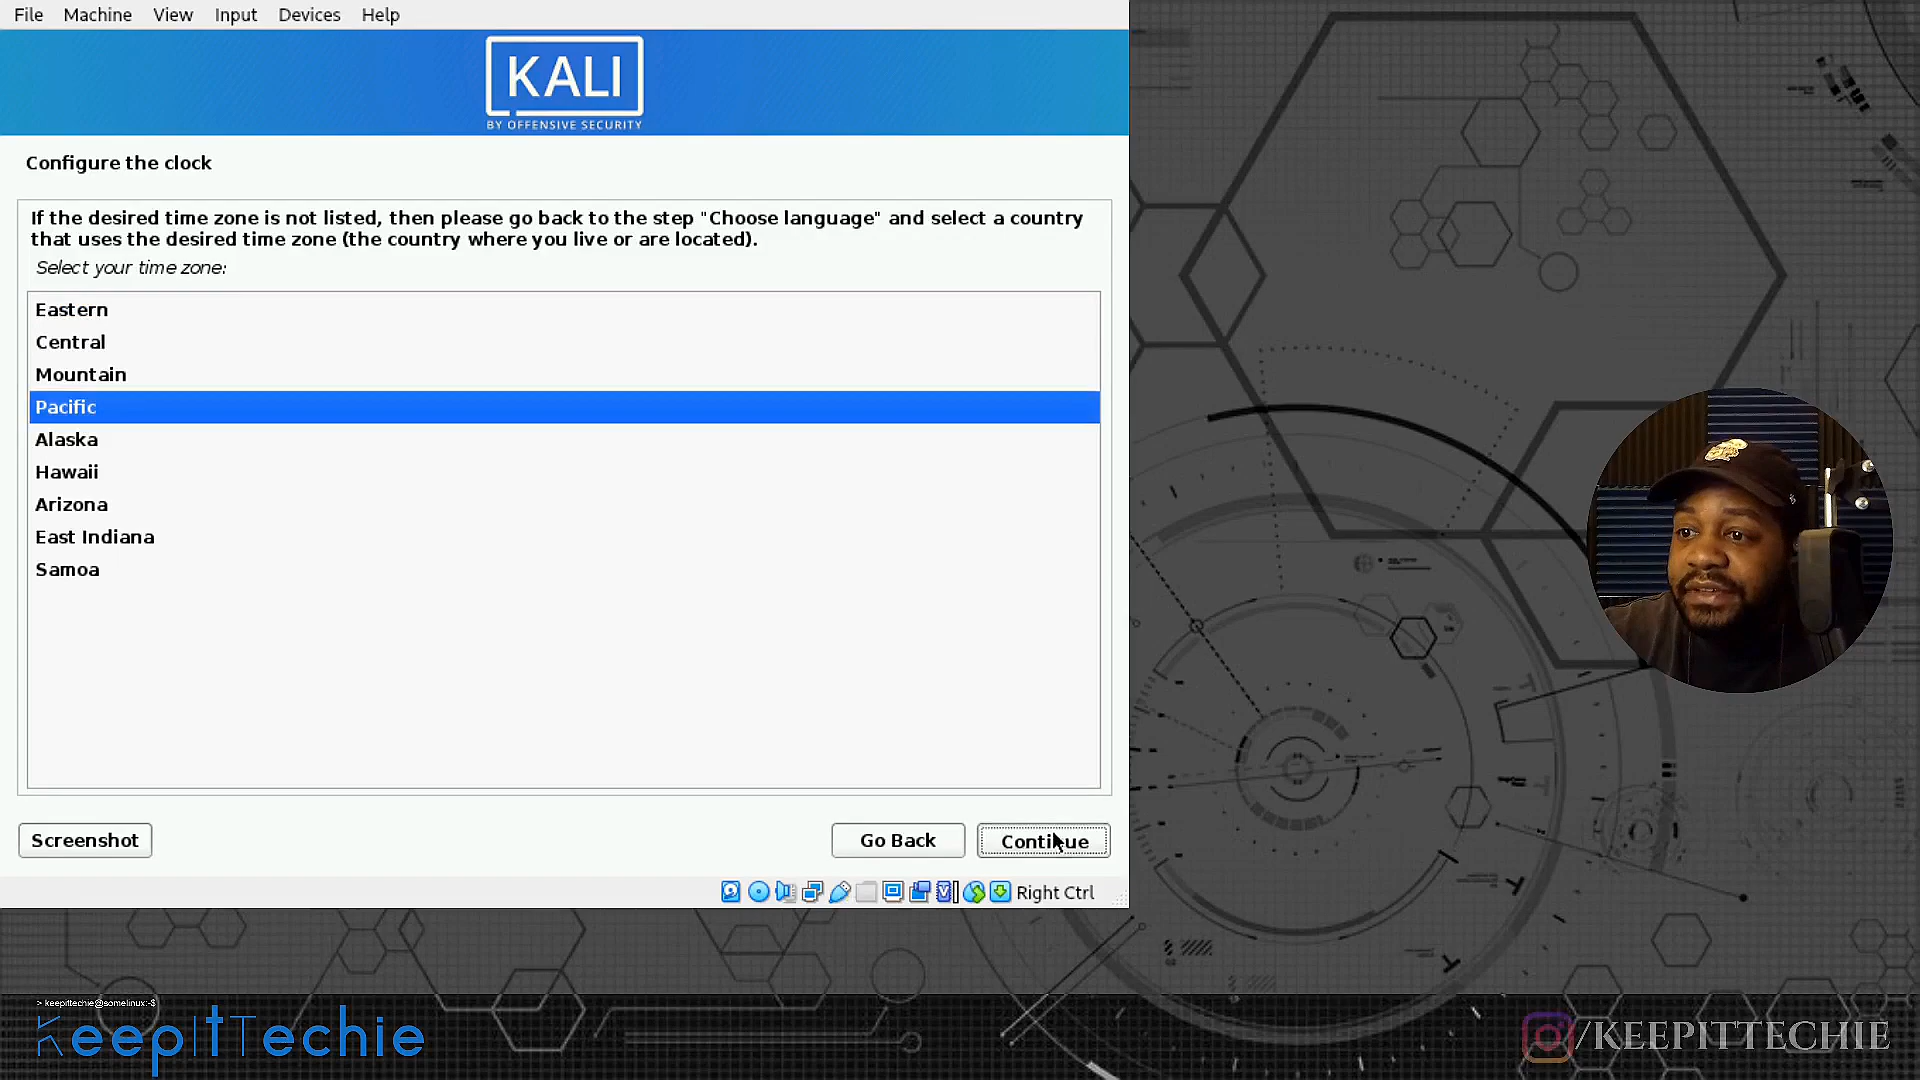 File Machine View Input Devices Help
KALI
BY OFFENSIVE SECURITY
Configure the clock
If the desired time zone is not listed, then please go back to the step "Choose language" and select a country
that uses the desired time zone (the country where you live or are located).
Select your time zone:
Eastern
Central
Mountain
Pacific
Alaska
Hawaii
Arizona
East Indiana
Samoa
Screenshot
Go Back
Continue
Right Ctrl
> keepittechie@somelinux:~$
KeepItTechie
/KEEPITTECHIE